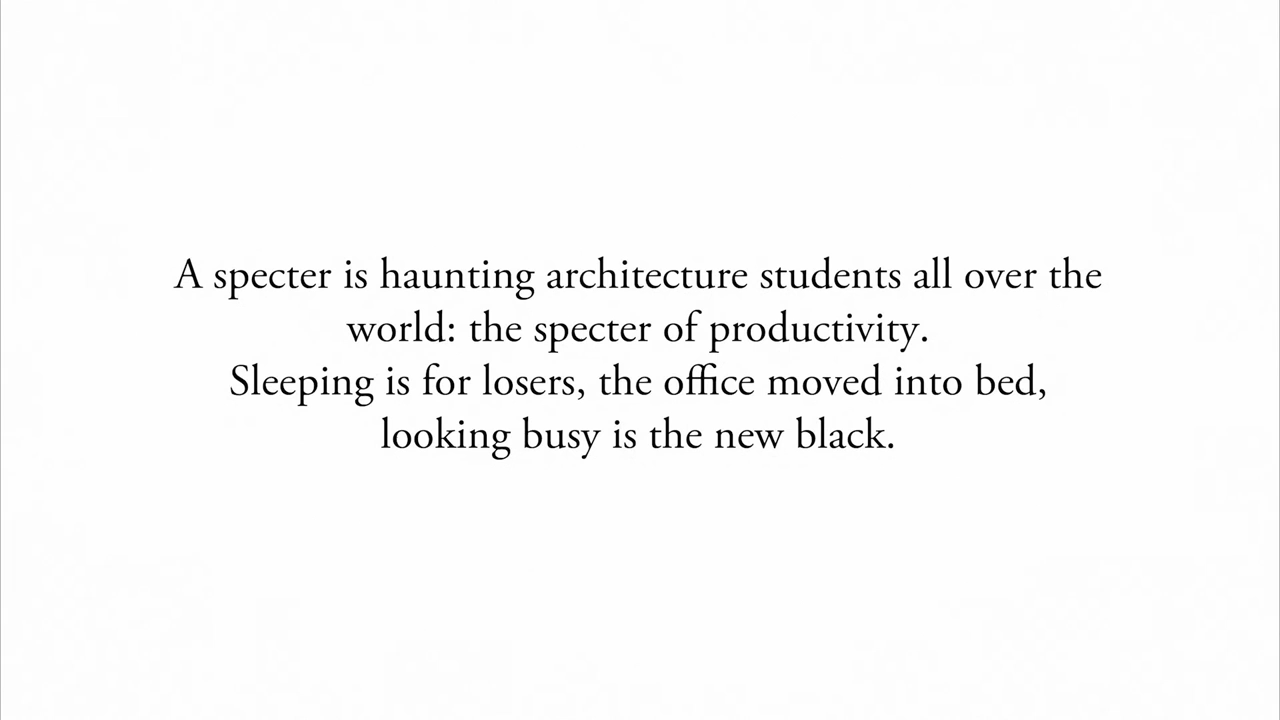 A specter is haunting architecture students all over the
world: the specter of productivity.
Sleeping is for losers, the office moved into bed,
looking busy is the new black.